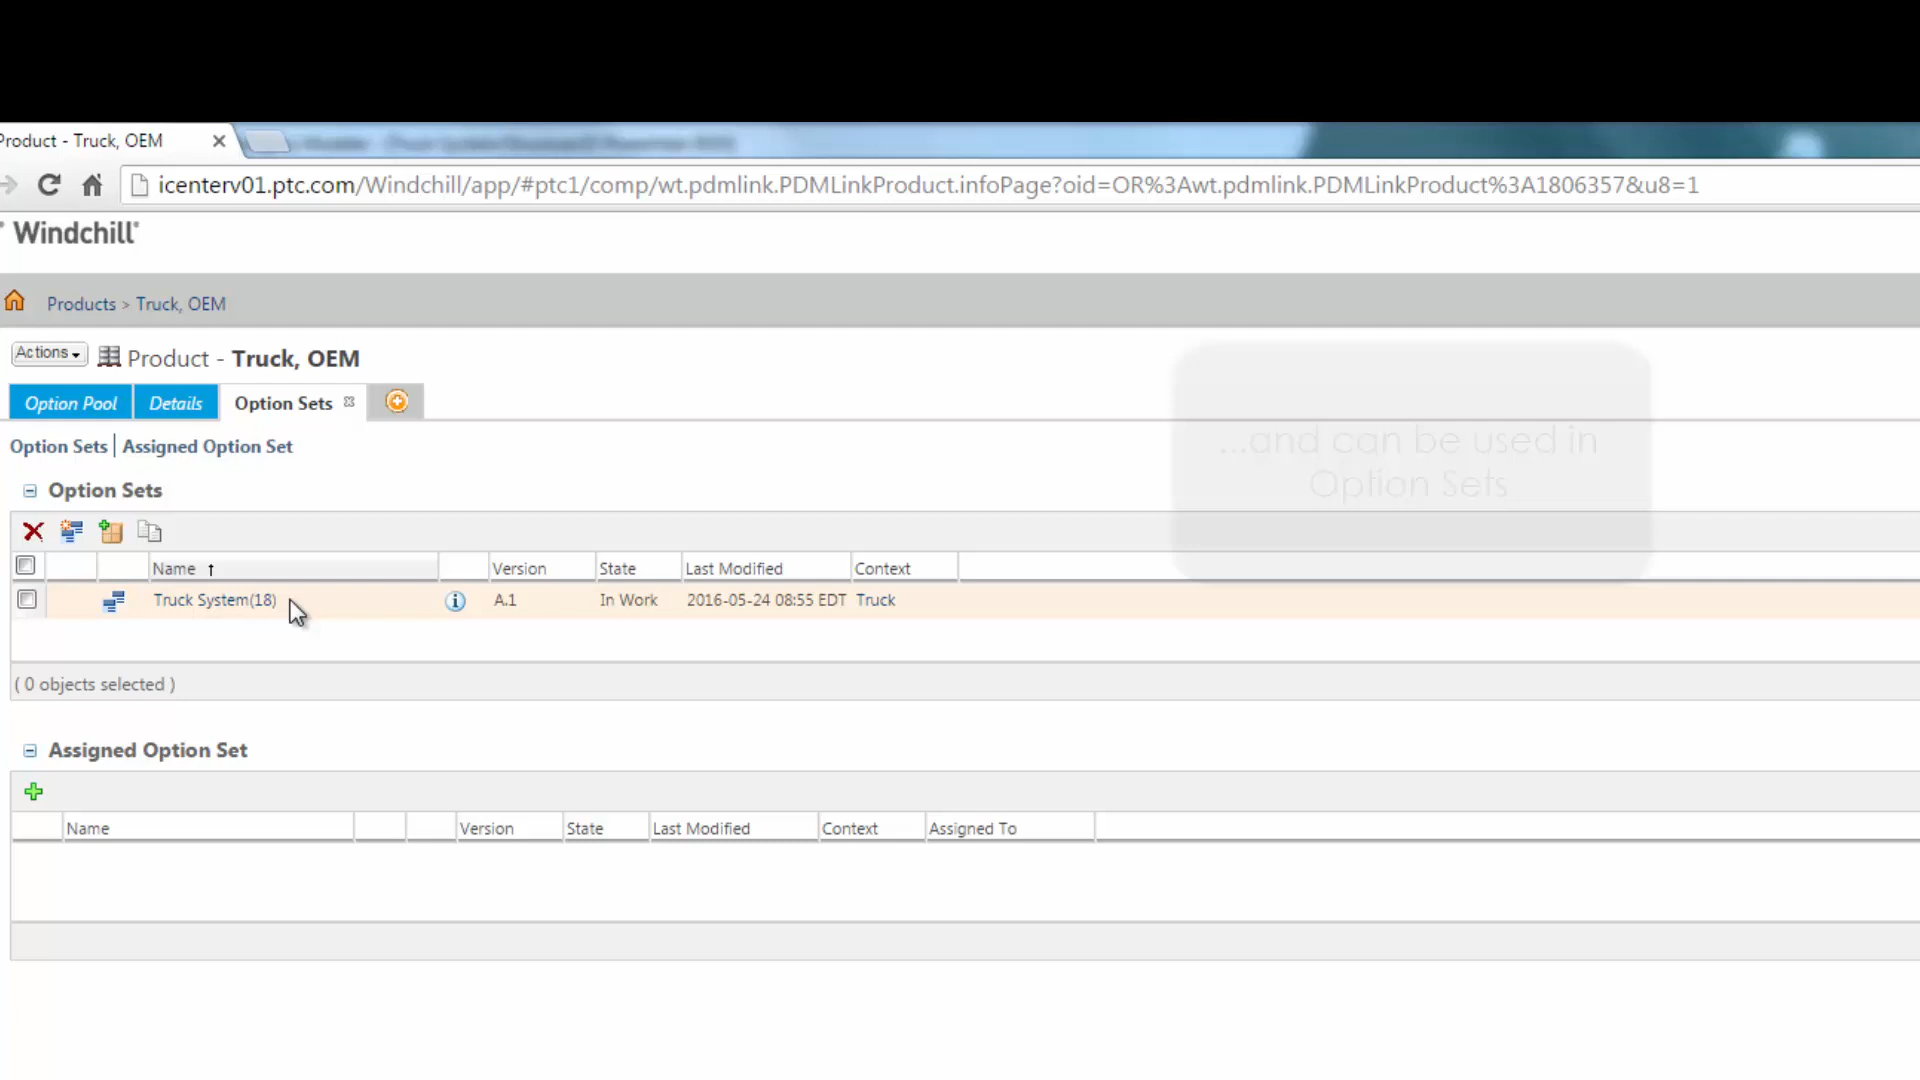 Product - Truck, OEM
icenterv01.ptc.com/Windchill/app/#ptc1/comp/wt.pdmlink.PDMLinkProduct.infoPage?oid=OR%3Awt.pdmlink.PDMLinkProduct%3A1806357&u8=1
Windchill
Products > Truck, OEM
Actions
Product - Truck, OEM
Option Pool Details Option Sets
Option Sets | Assigned Option Set
...and can be used in
Option Sets
Option Sets
Name ↑ Version State Last Modified Context
Truck System(18) A.1 In Work 2016-05-24 08:55 EDT Truck
( 0 objects selected )
Assigned Option Set
Name Version State Last Modified Context Assigned To